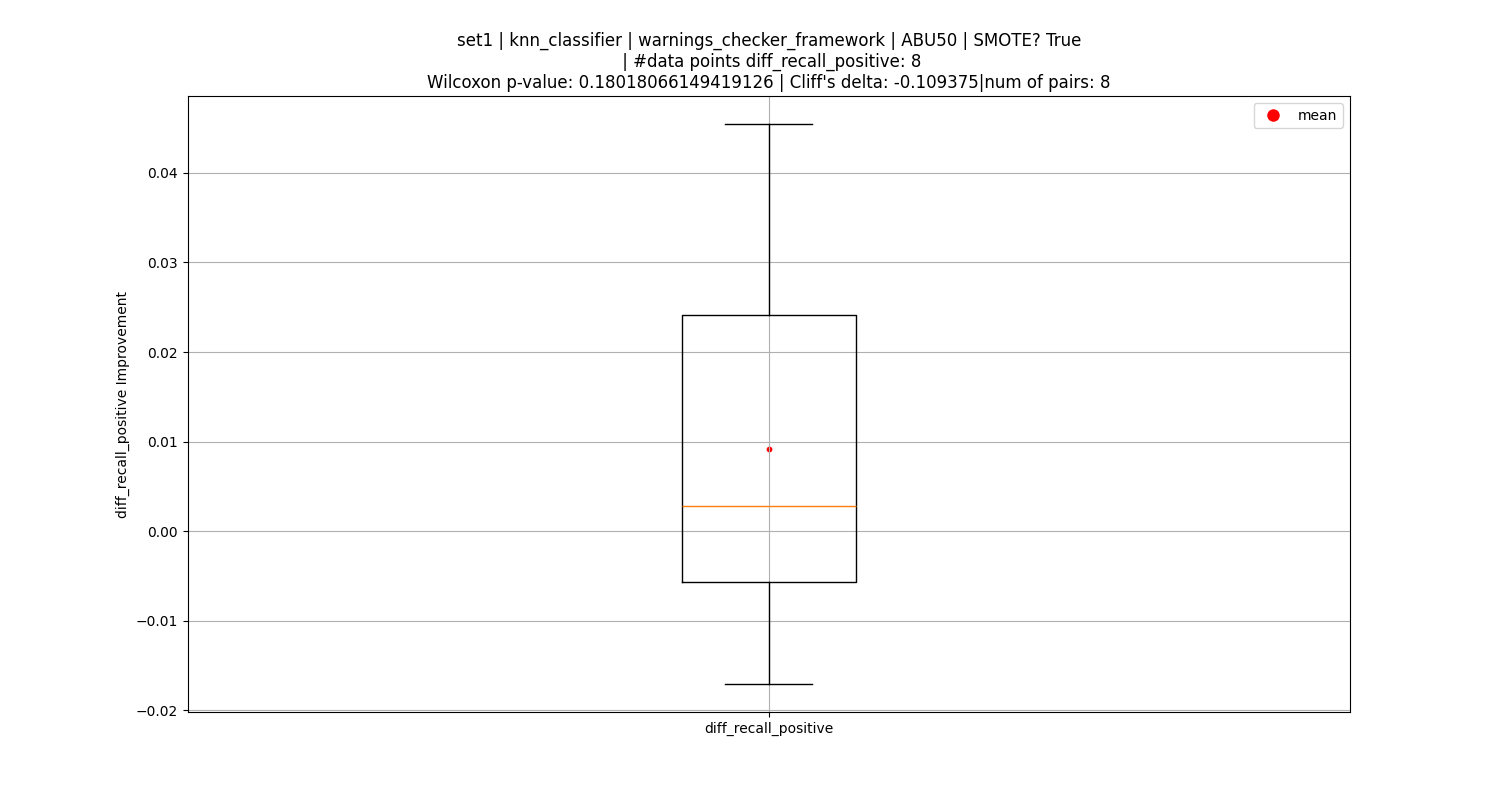 set1 | knn_classifier | warnings_checker_framework | ABU50 | SMOTE? True
| #data points diff_recall_positive: 8
Wilcoxon p-value: 0.18018066149419126 | Cliff's delta: -0.109375|num of pairs: 8
mean
0.04
0.03
0.02
0.01
0.00
−0.01
−0.02
diff_recall_positive Improvement
diff_recall_positive